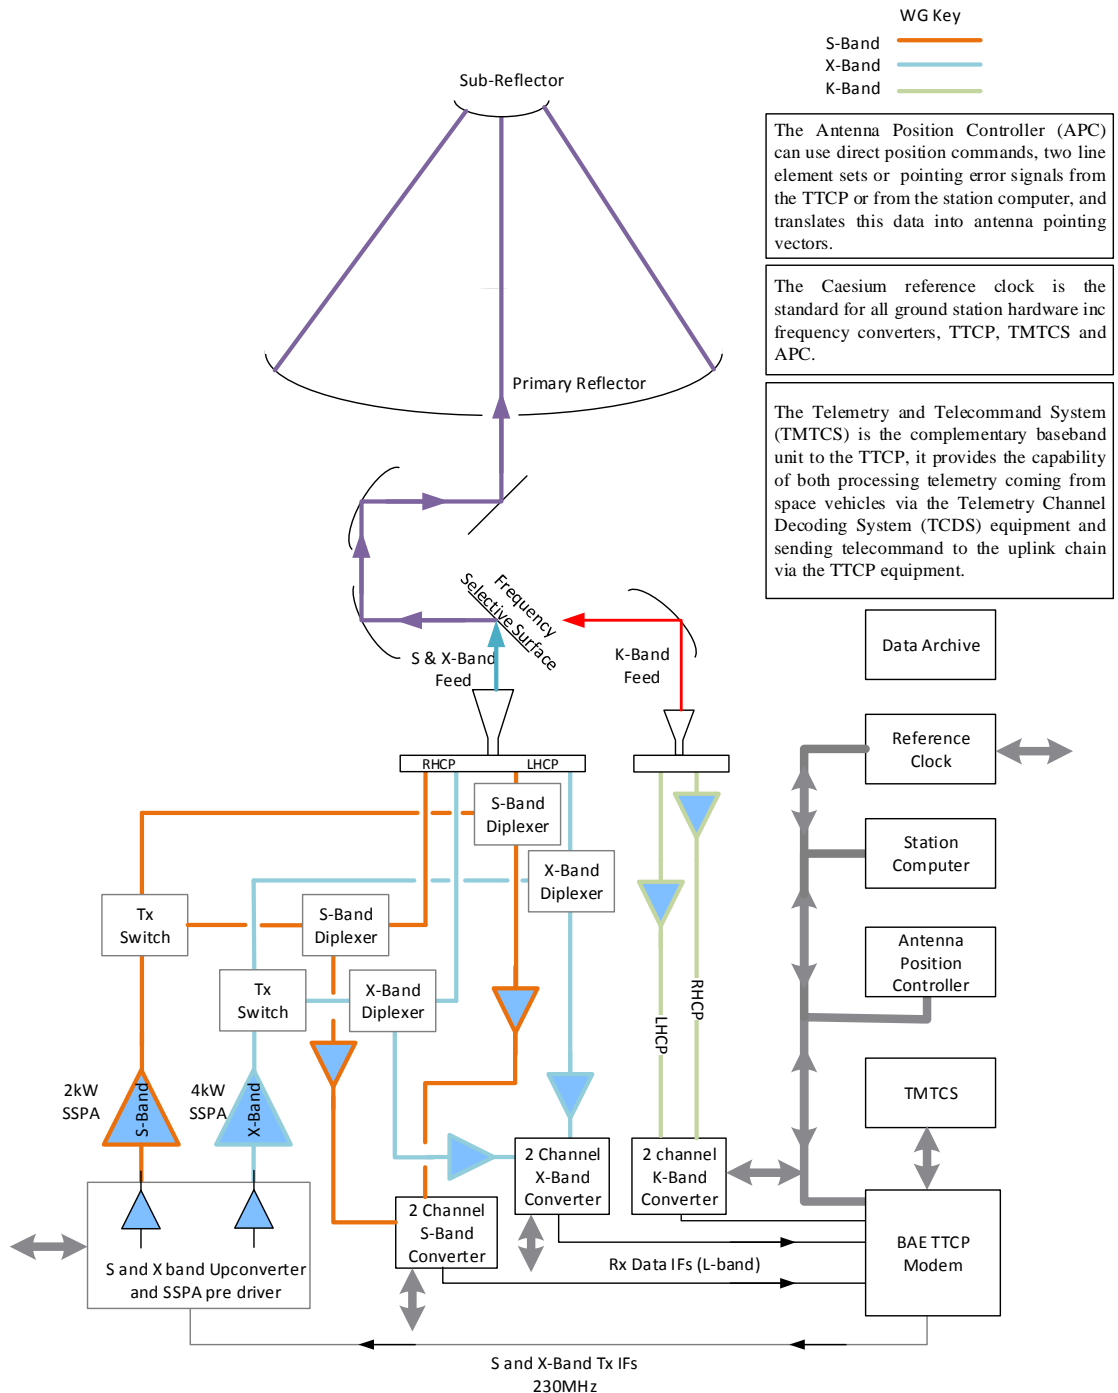 WG Key
S-Band
X-Band
K-Band
Sub-Reflector
The Antenna Position Controller (APC)
can use direct position commands, two line
element sets or pointing error signals from
the TTCP or from the station computer, and
translates this data into antenna pointing
vectors.
The Caesium reference clock is the
standard for all ground station hardware inc
frequency converters, TTCP, TMTCS and
APC.
Primary Reflector
The Telemetry and Telecommand System
(TMTCS) is the complementary baseband
unit to the TTCP, it provides the capability
of both processing telemetry coming from
space vehicles via the Telemetry Channel
Decoding System (TCDS) equipment and
sending telecommand to the uplink chain
via the TTCP equipment.
Frequency
Selective Surface
S & X-Band
Feed
K-Band
Feed
Data Archive
RHCP
LHCP
Reference
Clock
S-Band
Diplexer
Station
Computer
X-Band
Diplexer
Tx
Switch
S-Band
Diplexer
Antenna
Position
Controller
Tx
Switch
X-Band
Diplexer
RHCP
LHCP
2kW
SSPA
S-Band
4kW
SSPA
X-Band
TMTCS
2 Channel
X-Band
Converter
2 channel
K-Band
Converter
2 Channel
S-Band
Converter
BAE TTCP
Modem
S and X band Upconverter
and SSPA pre driver
Rx Data IFs (L-band)
S and X-Band Tx IFs
230MHz